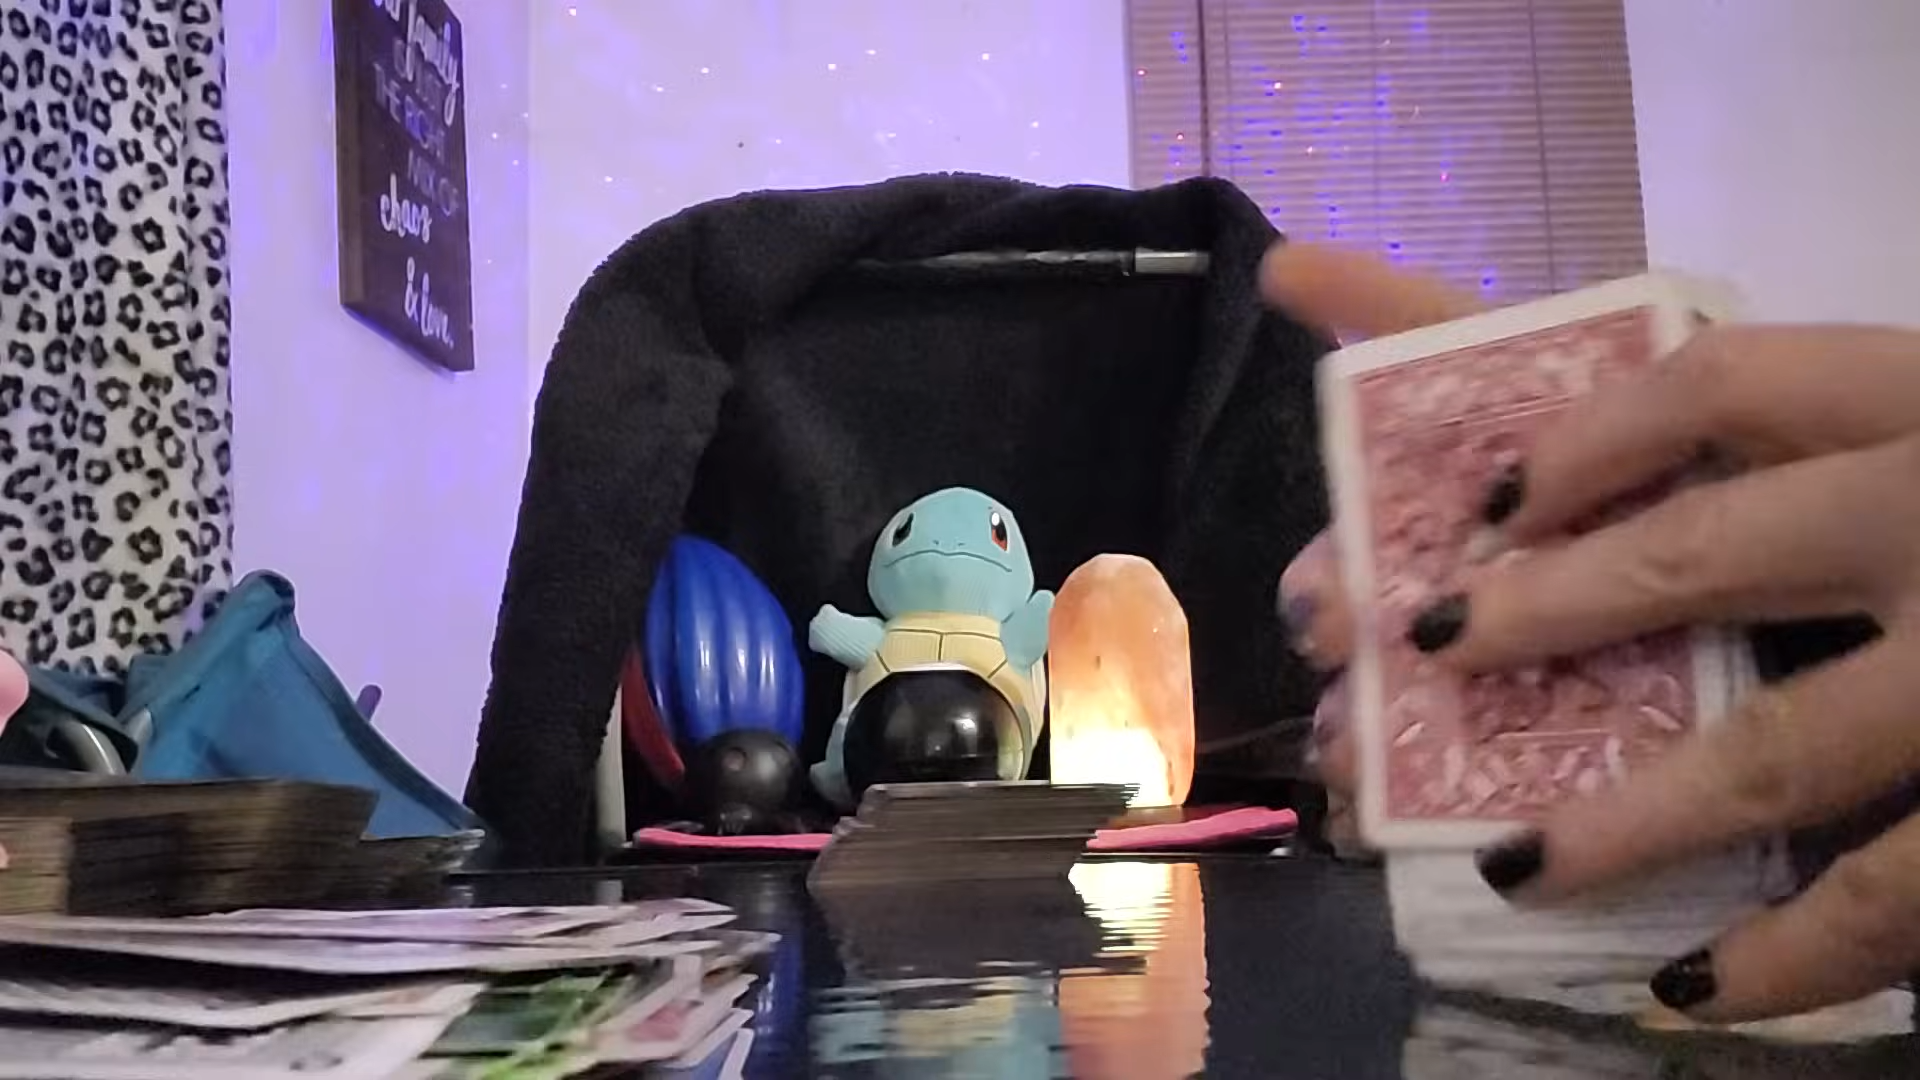 family
THE RIGHT
MIX OF
chaos
& love.